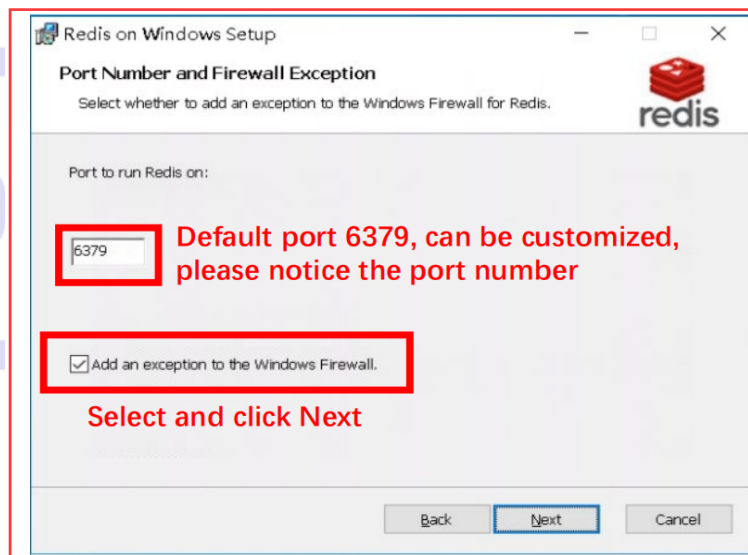 Redis on Windows Setup
Port Number and Firewall Exception
Select whether to add an exception to the Windows Firewall for Redis.
redis
Port to run Redis on:
6379
Default port 6379, can be customized,
please notice the port number
Add an exception to the Windows Firewall.
Select and click Next
Back
Next
Cancel